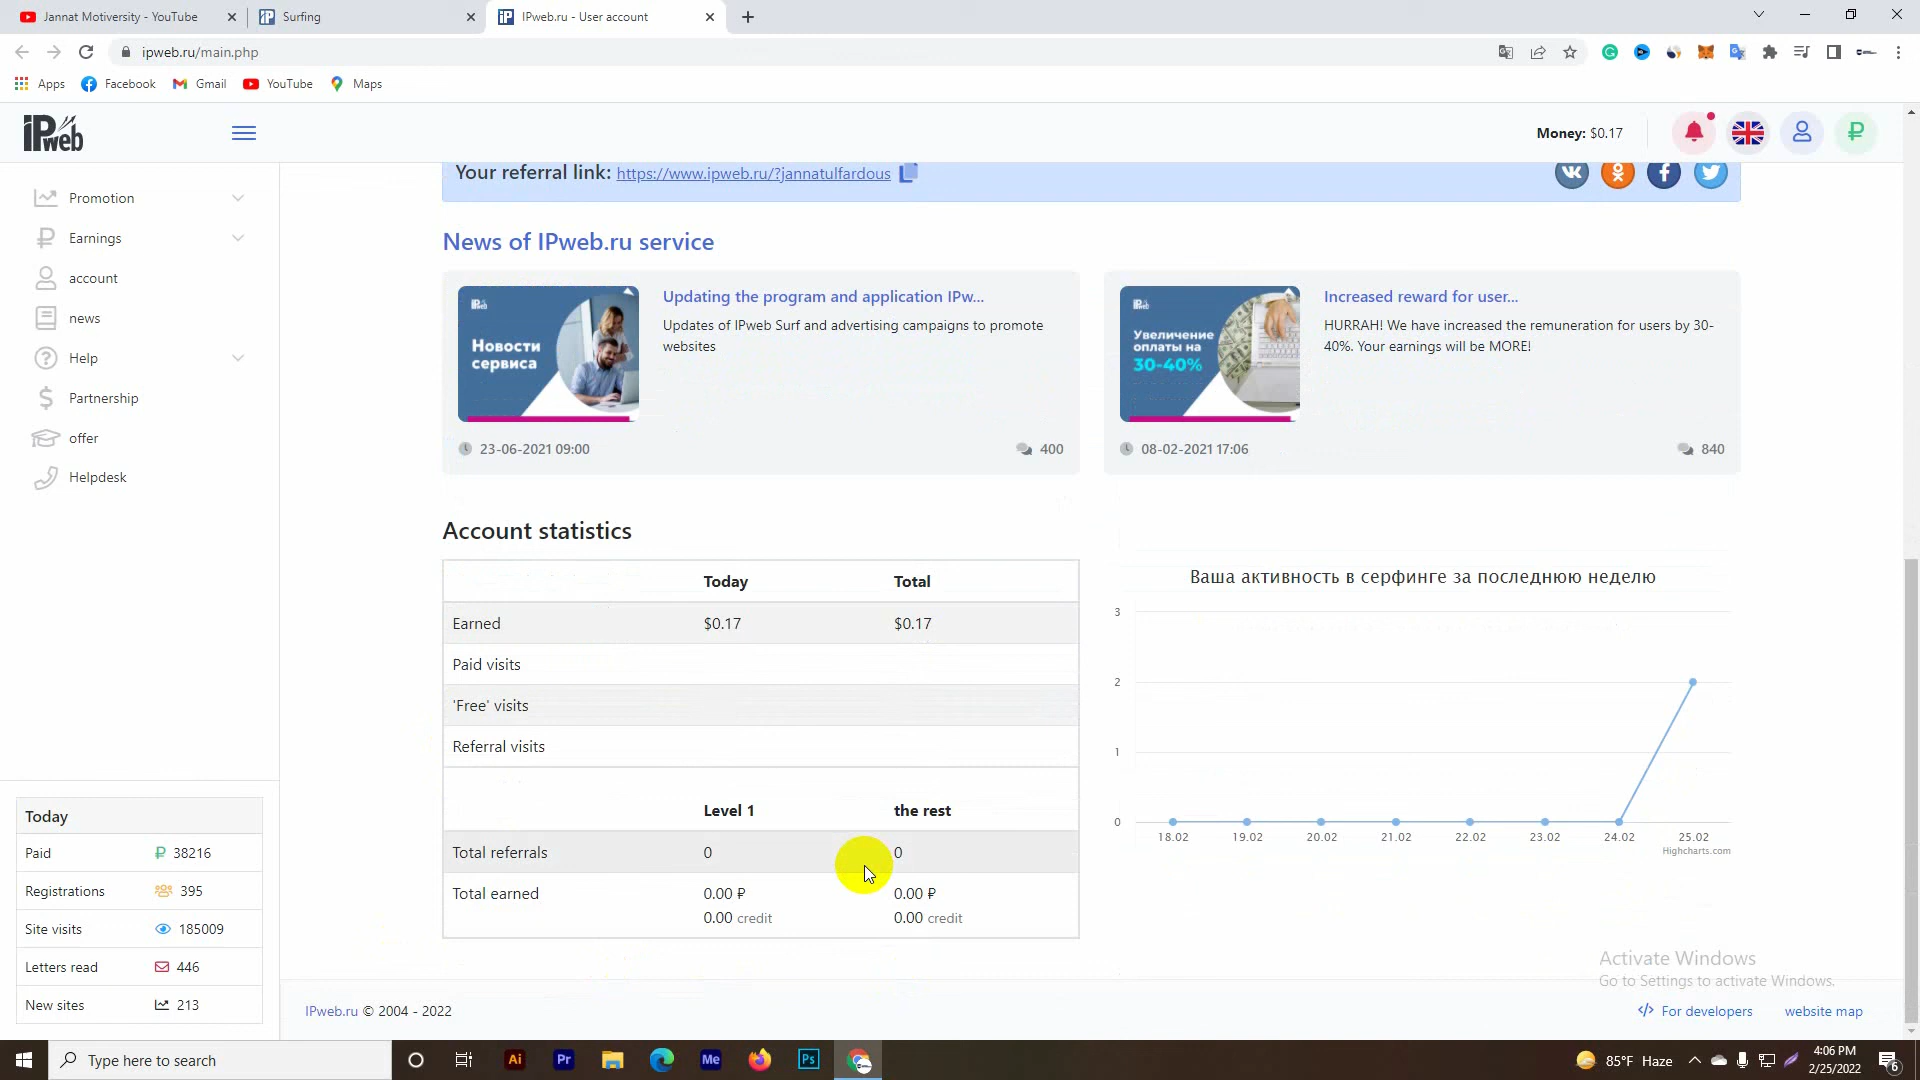 Jannat Motiversity - YouTube
Surfing
IPweb.ru - User account
ipweb.ru/main.php
Apps
Facebook
Gmail
YouTube
Maps
IPweb
Money: $0.17
Promotion
Earnings
account
news
Help
Partnership
offer
Helpdesk
Your referral link: https://www.ipweb.ru/?jannatulfardous
News of IPweb.ru service
IPweb
Новости
сервиса
Updating the program and application IPw...
Updates of IPweb Surf and advertising campaigns to promote
websites
23-06-2021 09:00
400
IPweb
Увеличение
оплаты на
30-40%
Increased reward for user...
HURRAH! We have increased the remuneration for users by 30-
40%. Your earnings will be MORE!
08-02-2021 17:06
840
Account statistics
Today Total
Earned $0.17 $0.17
Paid visits
'Free' visits
Referral visits
Level 1 the rest
Total referrals 0 0
Total earned 0.00 ₽ 0.00 ₽
0.00 credit 0.00 credit
Ваша активность в серфинге за последнюю неделю
3
2
1
0
18.02 19.02 20.02 21.02 22.02 23.02 24.02 25.02
Highcharts.com
Today
Paid ₽ 38216
Registrations 395
Site visits 185009
Letters read 446
New sites 213
IPweb.ru © 2004 - 2022
Activate Windows
Go to Settings to activate Windows.
For developers
website map
Type here to search
Ai
Pr
Me
Ps
85°F Haze
4:06 PM
2/25/2022
6